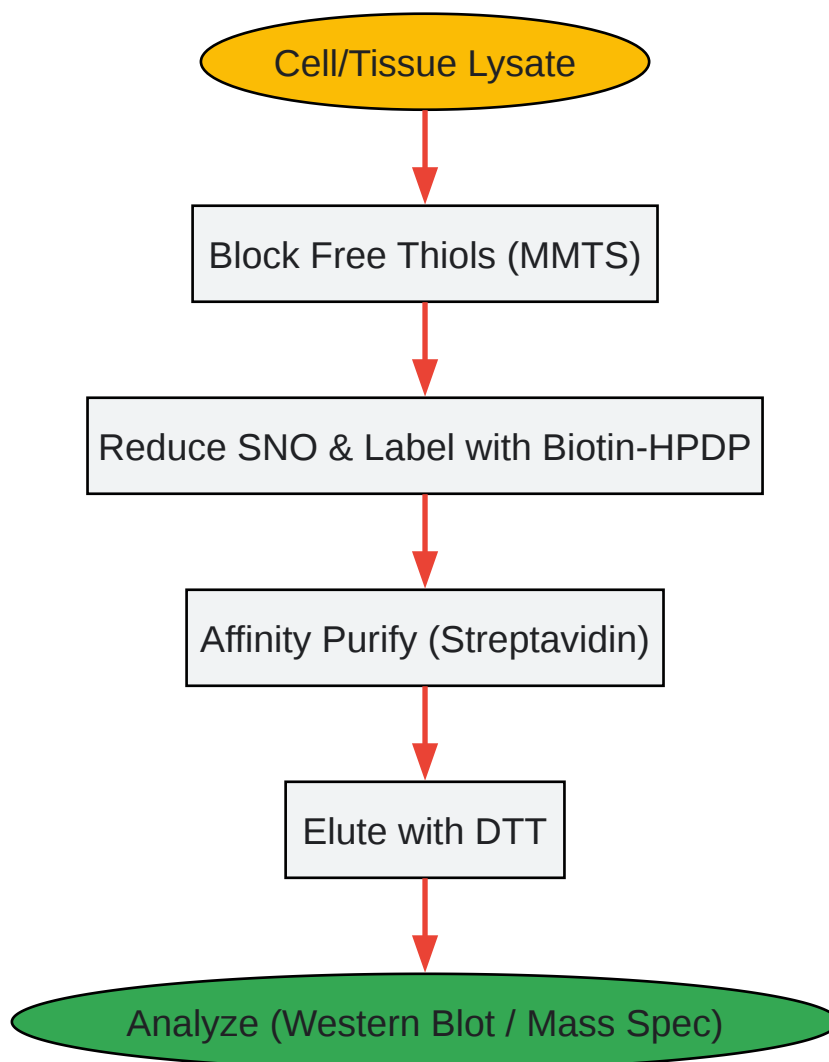 Cell/Tissue Lysate
Block Free Thiols (MMTS)
Reduce SNO & Label with Biotin-HPDP
Affinity Purify (Streptavidin)
Elute with DTT
Analyze (Western Blot / Mass Spec)